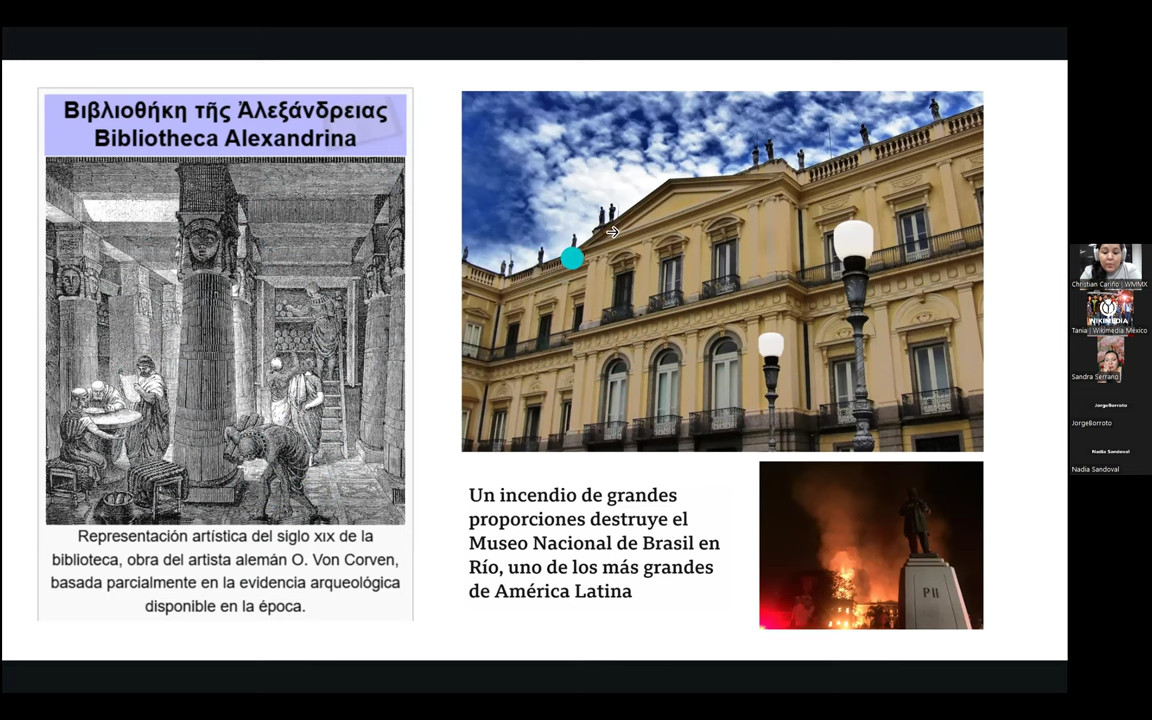 Βιβλιοθήκη τῆς Ἀλεξάνδρειας
Bibliotheca Alexandrina
Representación artística del siglo XIX de la
biblioteca, obra del artista alemán O. Von Corven,
basada parcialmente en la evidencia arqueológica
disponible en la época.
Un incendio de grandes
proporciones destruye el
Museo Nacional de Brasil en
Río, uno de los más grandes
de América Latina
PII
Christian Cariño | WMMX
WIKIMEDIA
Tania | Wikimedia México
Sandra Serrano
JorgeBorroto
JorgeBorroto
Nadia Sandoval
Nadia Sandoval